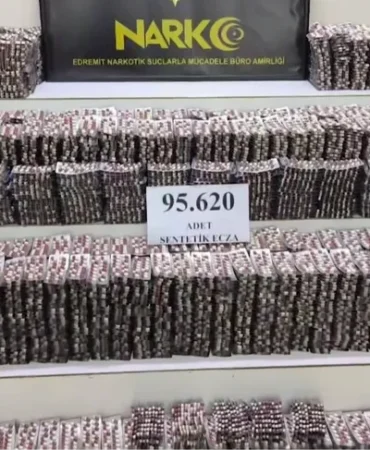 NARKO
EDREMİT NARKOTİK SUÇLARLA MÜCADELE BÜRO AMİRLİĞİ
95.620
ADET
SENTETİK ECZA